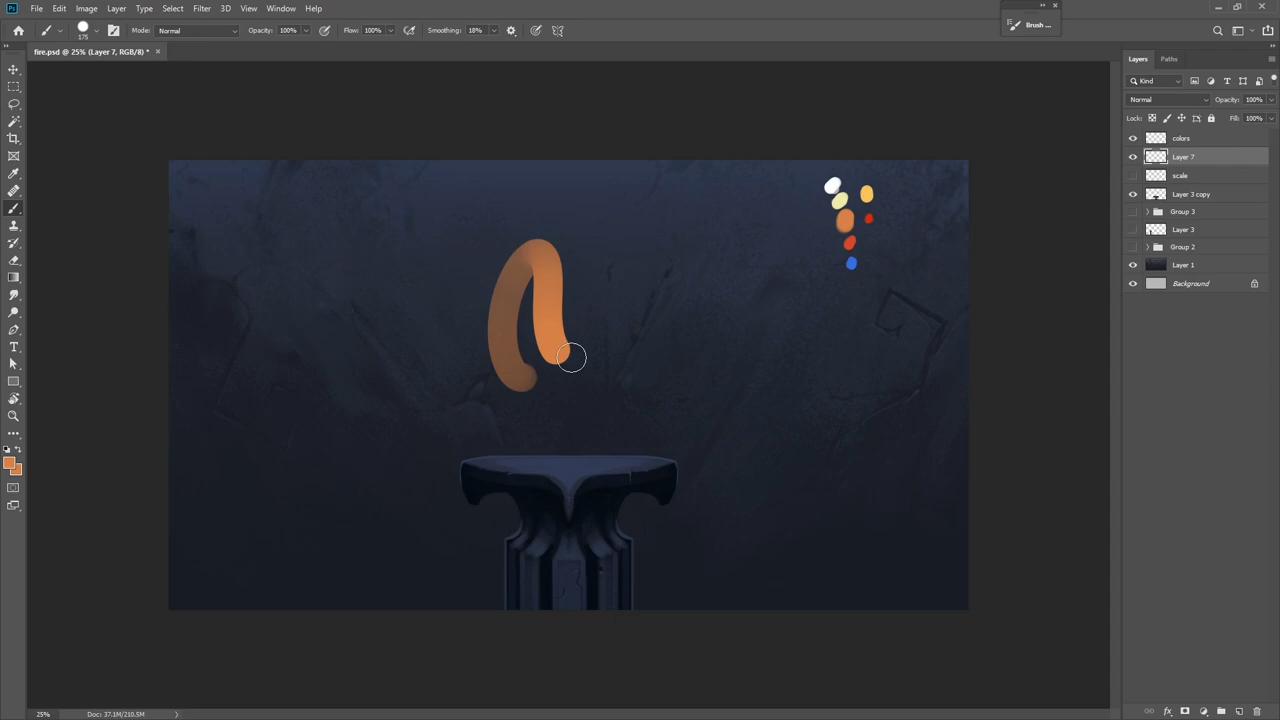 Ps File Edit Image Layer Type Select Filter 3D View Window Help
Brush ...
175 Mode: Normal Opacity: 100% Flow: 100% Smoothing: 18%
fire.psd @ 25% (Layer 7, RGB/8) * ×
Layers Paths
Kind
Normal Opacity: 100%
Lock: Fill: 100%
colors
Layer 7
scale
Layer 3 copy
Group 3
Layer 3
Group 2
Layer 1
Background
25% Doc: 37.1M/210.5M